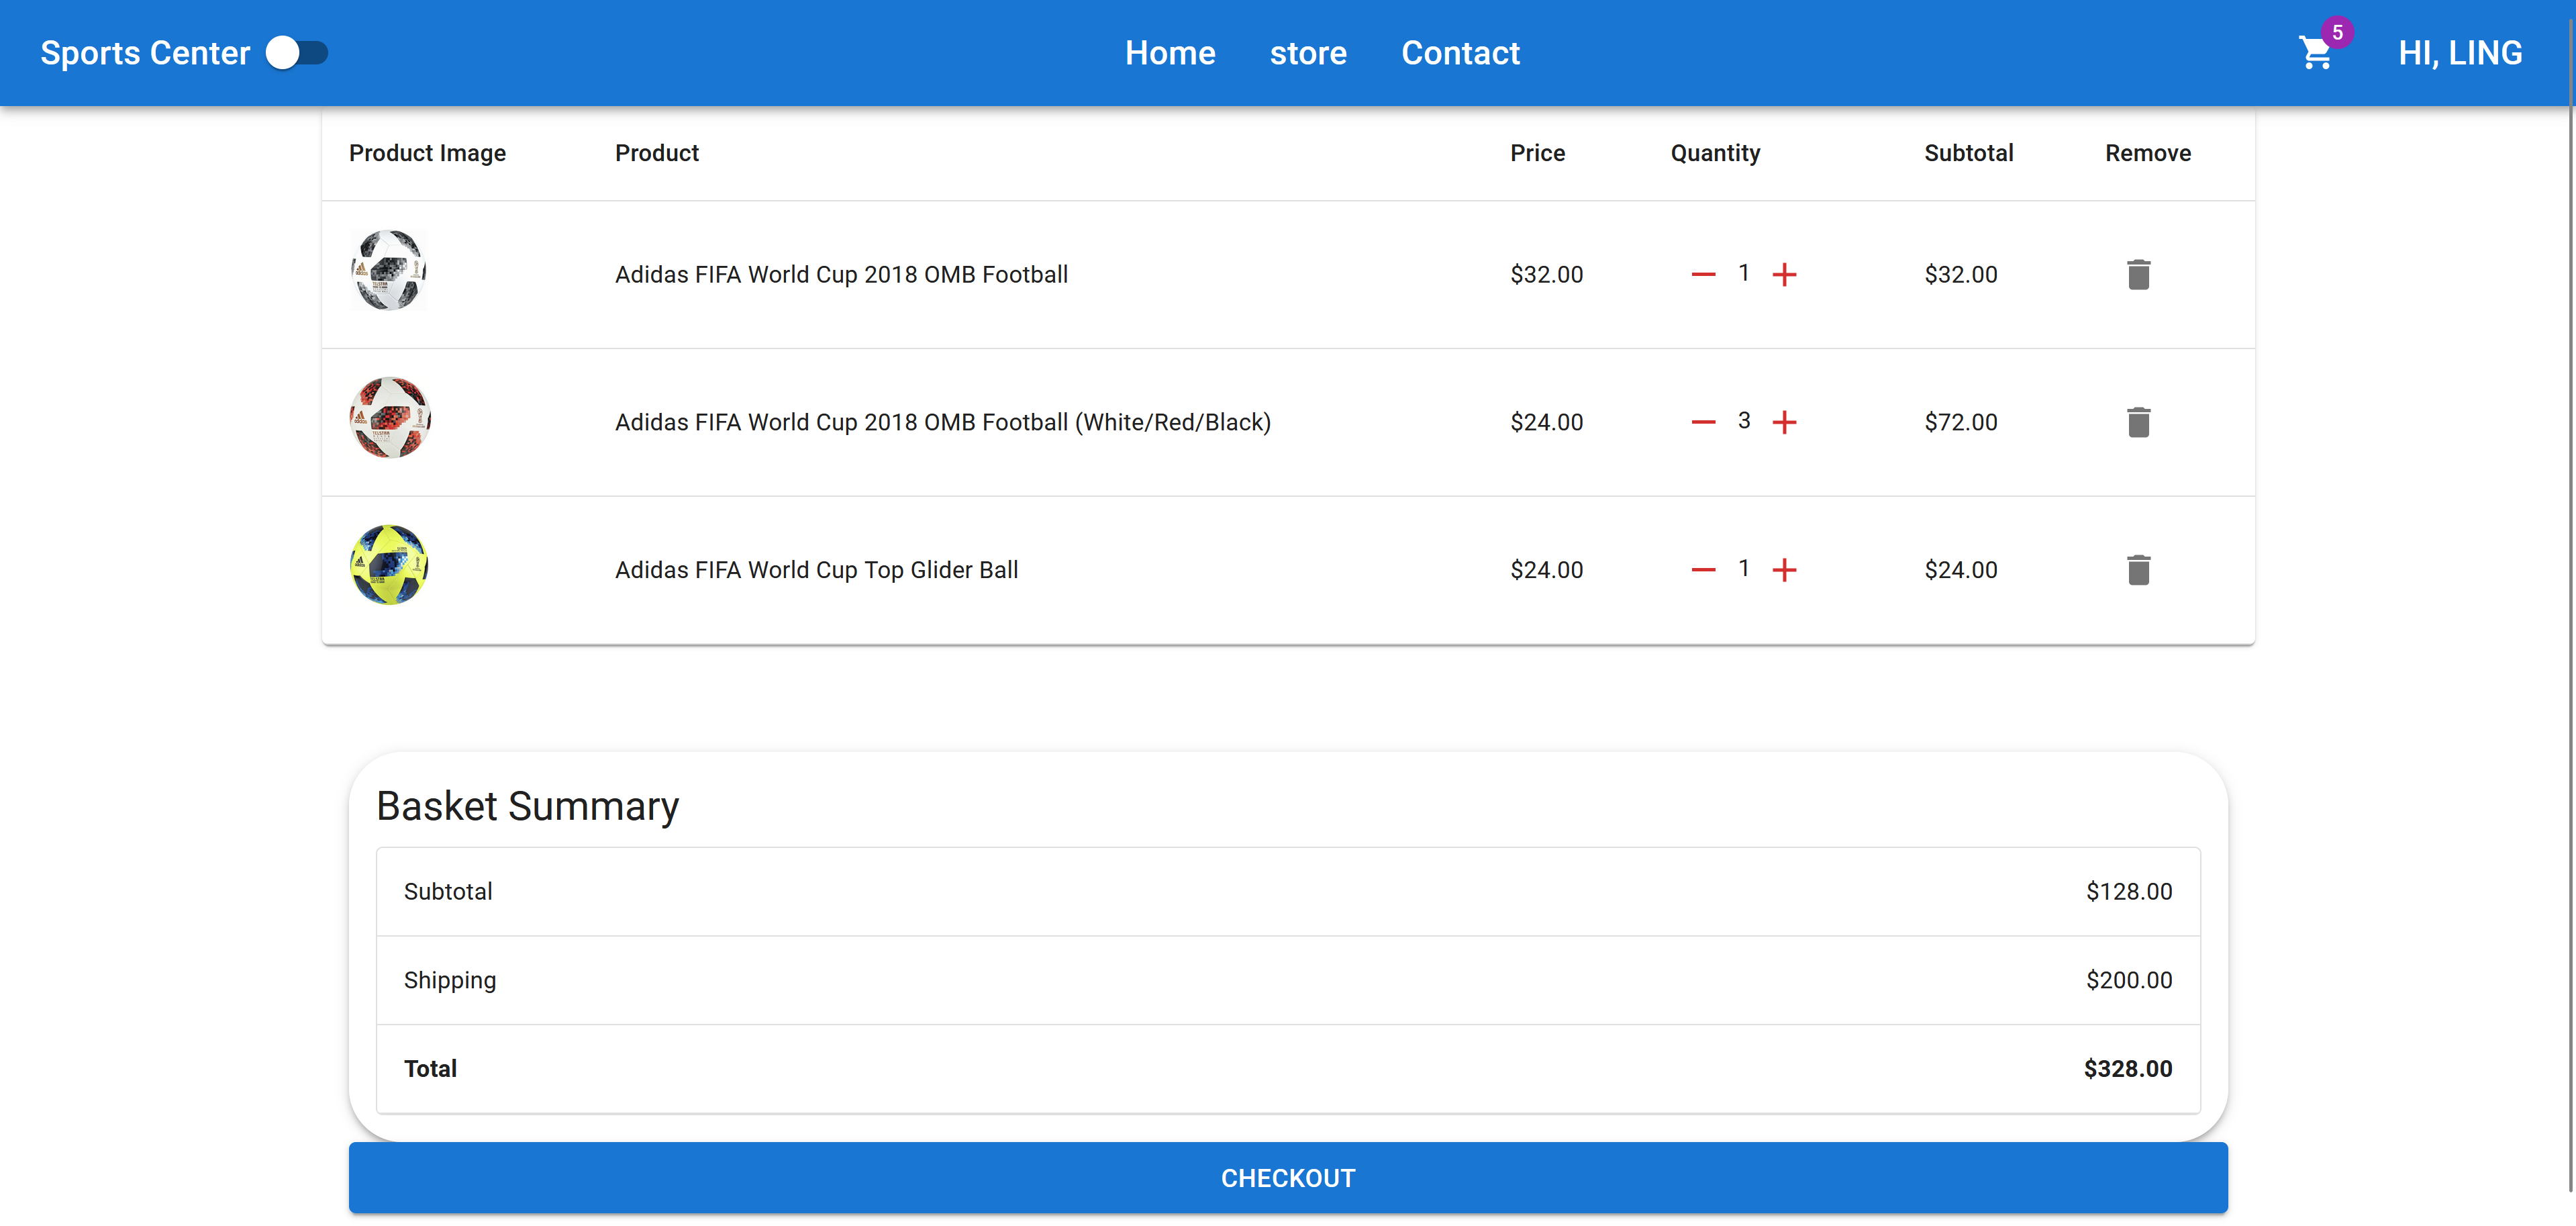 Sports Center Home store Contact 5 HI, LING
Product Image Product Price Quantity Subtotal Remove
Adidas FIFA World Cup 2018 OMB Football $32.00 1 $32.00
Adidas FIFA World Cup 2018 OMB Football (White/Red/Black) $24.00 3 $72.00
Adidas FIFA World Cup Top Glider Ball $24.00 1 $24.00
Basket Summary
Subtotal $128.00
Shipping $200.00
Total $328.00
CHECKOUT